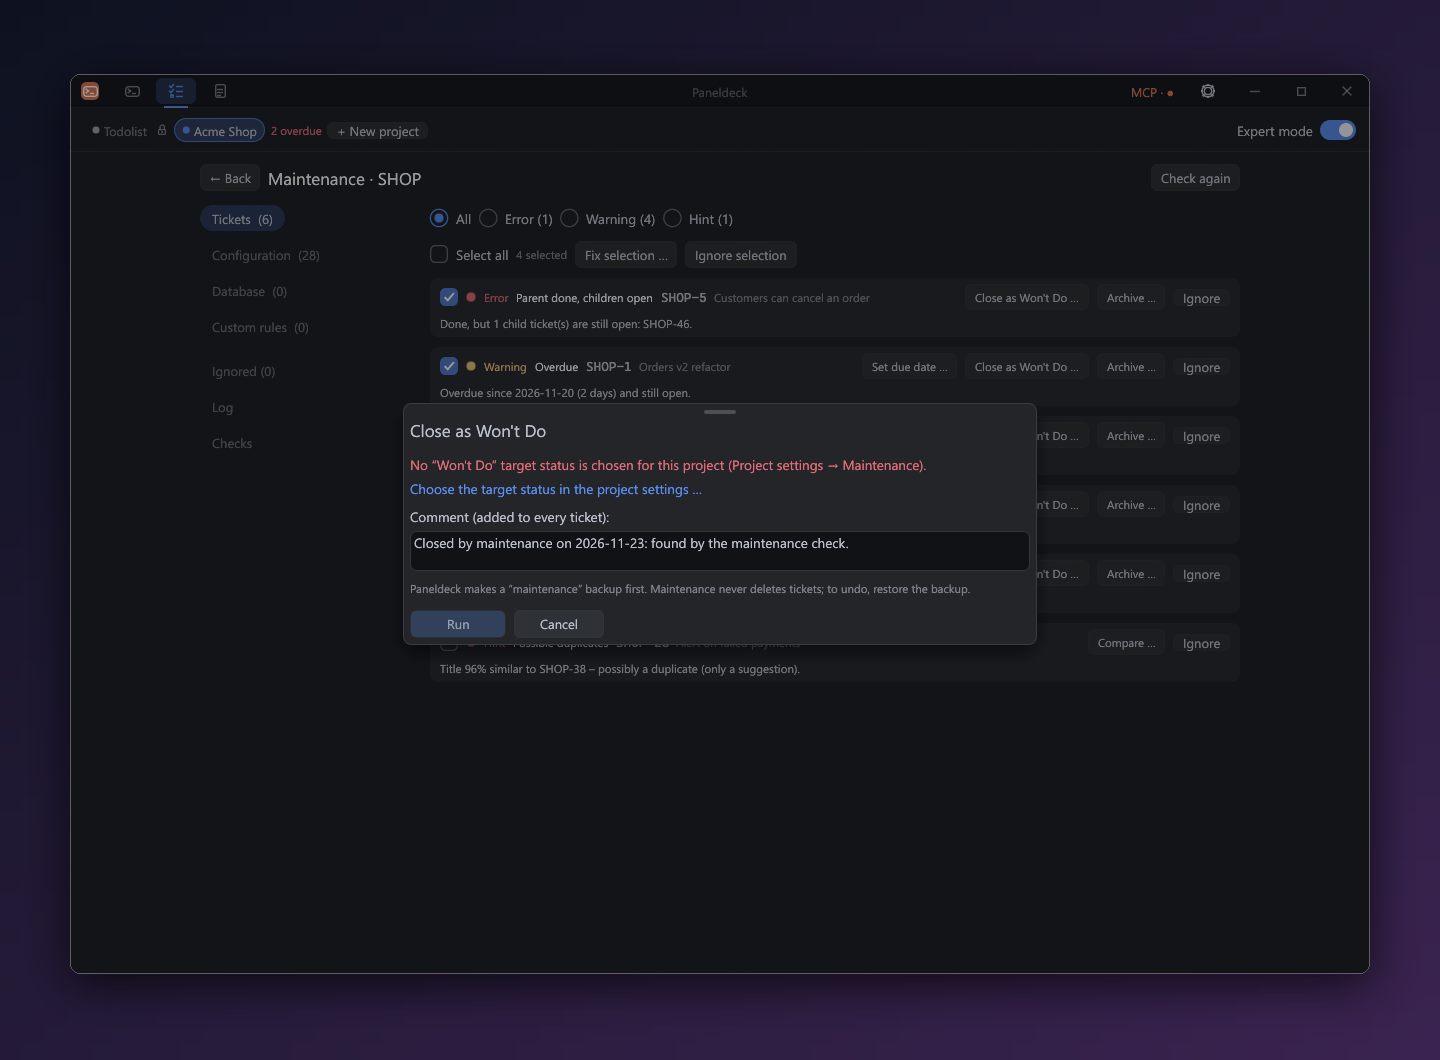 Paneldeck
MCP ·
Todolist
Acme Shop
2 overdue
+ New project
Expert mode
← Back
Maintenance · SHOP
Check again
Tickets (6)
Configuration (28)
Database (0)
Custom rules (0)
Ignored (0)
Log
Checks
All
Error (1)
Warning (4)
Hint (1)
Select all
4 selected
Fix selection ...
Ignore selection
Error Parent done, children open SHOP-5 Customers can cancel an order
Close as Won't Do ...
Archive ...
Ignore
Done, but 1 child ticket(s) are still open: SHOP-46.
Warning Overdue SHOP-1 Orders v2 refactor
Set due date ...
Close as Won't Do ...
Archive ...
Ignore
Overdue since 2026-11-20 (2 days) and still open.
n't Do ...
Archive ...
Ignore
n't Do ...
Archive ...
Ignore
n't Do ...
Archive ...
Ignore
Close as Won't Do
No “Won't Do” target status is chosen for this project (Project settings → Maintenance).
Choose the target status in the project settings ...
Comment (added to every ticket):
Closed by maintenance on 2026-11-23: found by the maintenance check.
Paneldeck makes a “maintenance” backup first. Maintenance never deletes tickets; to undo, restore the backup.
Run
Cancel
Compare ...
Ignore
Title 96% similar to SHOP-38 – possibly a duplicate (only a suggestion).